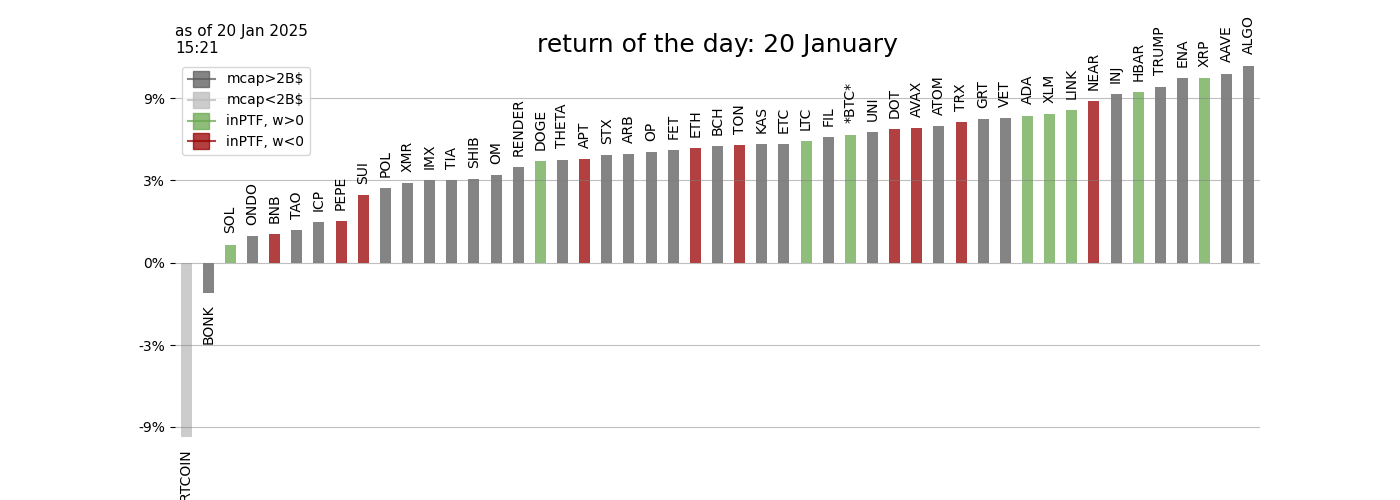 as of 20 Jan 2025
15:21
return of the day: 20 January
mcap>2B$
mcap<2B$
inPTF, w>0
inPTF, w<0
9%
3%
0%
-3%
-9%
RTCOIN
BONK
SOL
ONDO
BNB
TAO
ICP
PEPE
SUI
POL
XMR
IMX
TIA
SHIB
OM
RENDER
DOGE
THETA
APT
STX
ARB
OP
FET
ETH
BCH
TON
KAS
ETC
LTC
FIL
*BTC*
UNI
DOT
AVAX
ATOM
TRX
GRT
VET
ADA
XLM
LINK
NEAR
INJ
HBAR
TRUMP
ENA
XRP
AAVE
ALGO